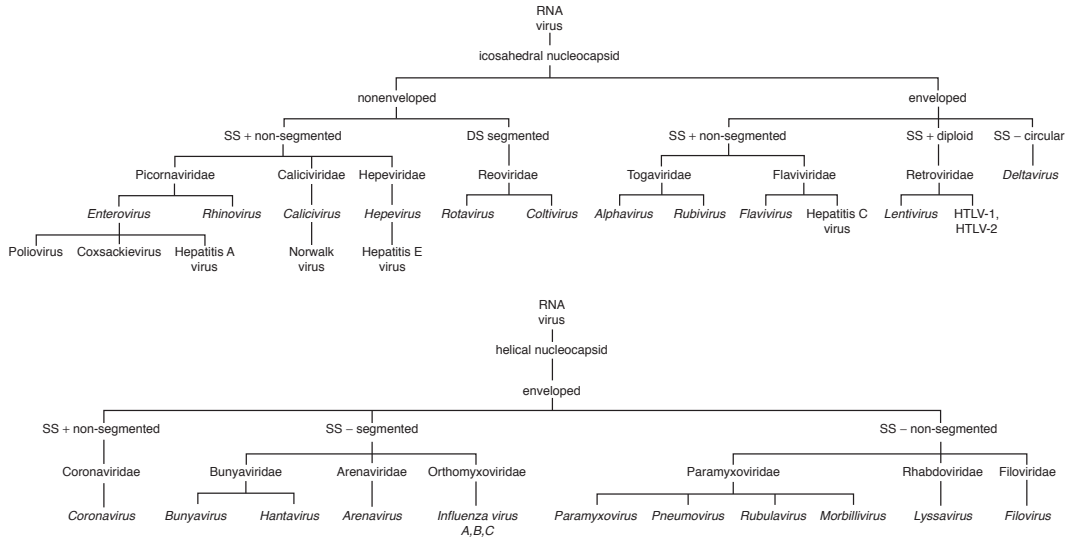 RNA
virus
icosahedral nucleocapsid
nonenveloped
enveloped
SS + non-segmented
DS segmented
SS + non-segmented
SS + diploid
SS − circular
Picornaviridae
Caliciviridae
Hepeviridae
Reoviridae
Togaviridae
Flaviviridae
Retroviridae
Deltavirus
Enterovirus
Rhinovirus
Calicivirus
Hepevirus
Rotavirus
Coltivirus
Alphavirus
Rubivirus
Flavivirus
Hepatitis C
virus
Lentivirus
HTLV-1,
HTLV-2
Poliovirus
Coxsackievirus
Hepatitis A
virus
Norwalk
virus
Hepatitis E
virus
RNA
virus
helical nucleocapsid
enveloped
SS + non-segmented
SS − segmented
SS − non-segmented
Coronaviridae
Bunyaviridae
Arenaviridae
Orthomyxoviridae
Paramyxoviridae
Rhabdoviridae
Filoviridae
Coronavirus
Bunyavirus
Hantavirus
Arenavirus
Influenza virus
A,B,C
Paramyxovirus
Pneumovirus
Rubulavirus
Morbillivirus
Lyssavirus
Filovirus